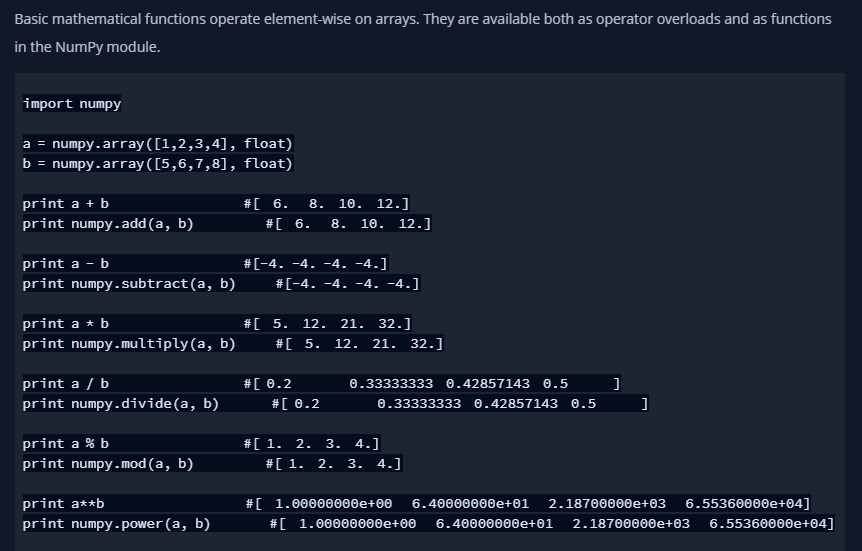 Basic mathematical functions operate element-wise on arrays. They are available both as operator overloads and as functions
in the NumPy module.
import numpy
a = numpy.array([1,2,3,4], float)
b = numpy.array([5,6,7,8], float)
print a + b                     #[  6.   8.  10.  12.]
print numpy.add(a, b)           #[  6.   8.  10.  12.]
print a - b                     #[-4. -4. -4. -4.]
print numpy.subtract(a, b)      #[-4. -4. -4. -4.]
print a * b                     #[  5.  12.  21.  32.]
print numpy.multiply(a, b)      #[  5.  12.  21.  32.]
print a / b                     #[ 0.2         0.33333333  0.42857143  0.5       ]
print numpy.divide(a, b)        #[ 0.2         0.33333333  0.42857143  0.5       ]
print a % b                     #[ 1.  2.  3.  4.]
print numpy.mod(a, b)           #[ 1.  2.  3.  4.]
print a**b                      #[  1.00000000e+00   6.40000000e+01   2.18700000e+03   6.55360000e+04]
print numpy.power(a, b)         #[  1.00000000e+00   6.40000000e+01   2.18700000e+03   6.55360000e+04]